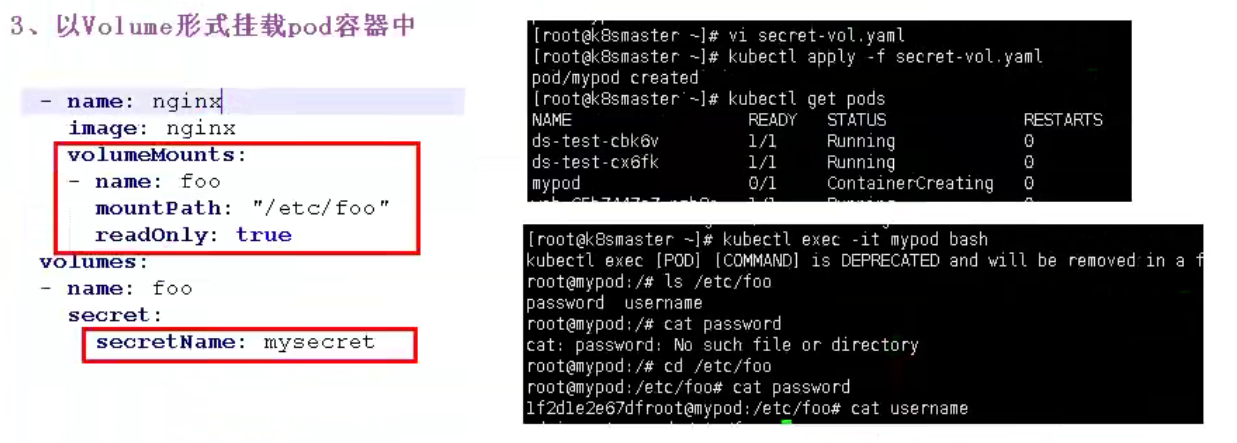 3、以Volume形式挂载pod容器中
- name: nginx
image: nginx
volumeMounts:
- name: foo
mountPath: "/etc/foo"
readOnly: true
volumes:
- name: foo
secret:
secretName: mysecret
[root@k8smaster ~]# vi secret-vol.yaml
[root@k8smaster ~]# kubectl apply -f secret-vol.yaml
pod/mypod created
[root@k8smaster ~]# kubectl get pods
NAME READY STATUS RESTARTS
ds-test-cbk6v 1/1 Running 0
ds-test-cx6fk 1/1 Running 0
mypod 0/1 ContainerCreating 0
[root@k8smaster ~]# kubectl exec -it mypod bash
kubectl exec [POD] [COMMAND] is DEPRECATED and will be removed in a f
root@mypod:/# ls /etc/foo
password username
root@mypod:/# cat password
cat: password: No such file or directory
root@mypod:/# cd /etc/foo
root@mypod:/etc/foo# cat password
1f2d1e2e67dfroot@mypod:/etc/foo# cat username